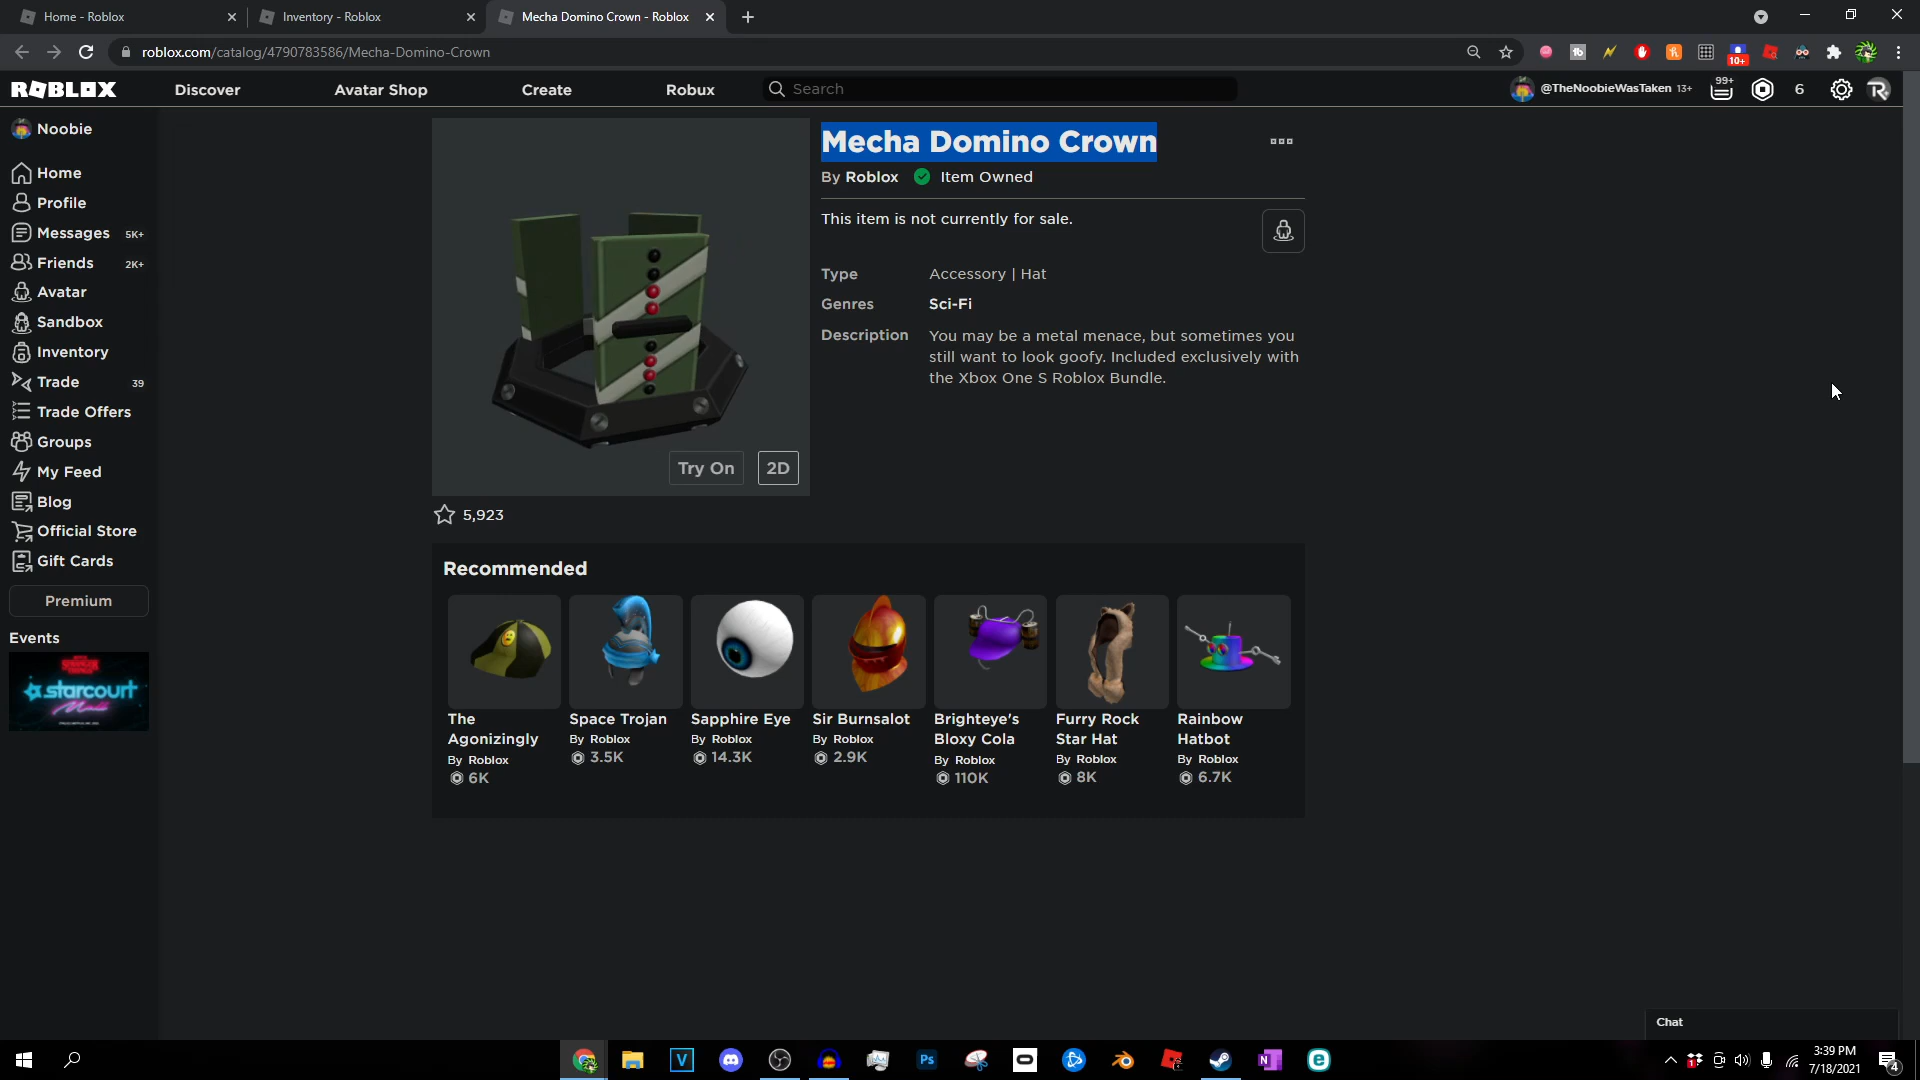 Home - Roblox
Inventory - Roblox
Mecha Domino Crown - Roblox
roblox.com/catalog/4790783586/Mecha-Domino-Crown
10+
ROBLOX
Discover
Avatar Shop
Create
Robux
Search
@TheNoobieWasTaken 13+
99+
6
Noobie
Home
Profile
Messages 5K+
Friends 2K+
Avatar
Sandbox
Inventory
Trade 39
Trade Offers
Groups
My Feed
Blog
Official Store
Gift Cards
Premium
Events
starcourt
Mecha Domino Crown
By Roblox Item Owned
This item is not currently for sale.
Type Accessory | Hat
Genres Sci-Fi
Description You may be a metal menace, but sometimes you
still want to look goofy. Included exclusively with
the Xbox One S Roblox Bundle.
Try On
2D
5,923
Recommended
The
Agonizingly
By Roblox
6K
Space Trojan
By Roblox
3.5K
Sapphire Eye
By Roblox
14.3K
Sir Burnsalot
By Roblox
2.9K
Brighteye's
Bloxy Cola
By Roblox
110K
Furry Rock
Star Hat
By Roblox
8K
Rainbow
Hatbot
By Roblox
6.7K
Chat
Ps
3:39 PM
7/18/2021
4